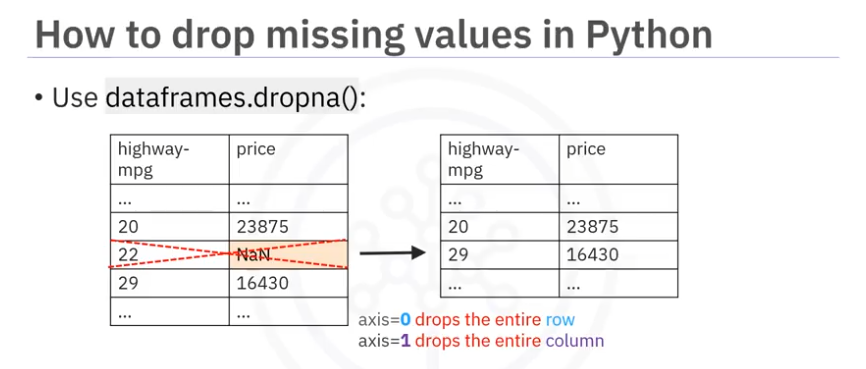 How to drop missing values in Python
• Use dataframes.dropna():
highway-
mpg
price
... ...
20 23875
22 NaN
29 16430
... ...
highway-
mpg
price
... ...
20 23875
29 16430
... ...
axis=0 drops the entire row
axis=1 drops the entire column